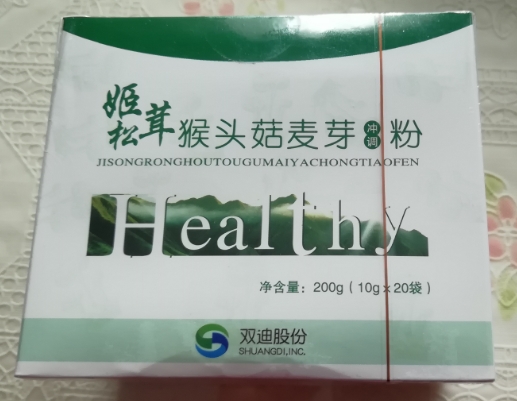 姬松茸猴头菇麦芽冲调粉
JISONGRONGHOUTOUGUMAIYACHONGTIAOFEN
Healthy
净含量：200g（10g×20袋）
双迪股份
SHUANGDI,INC.